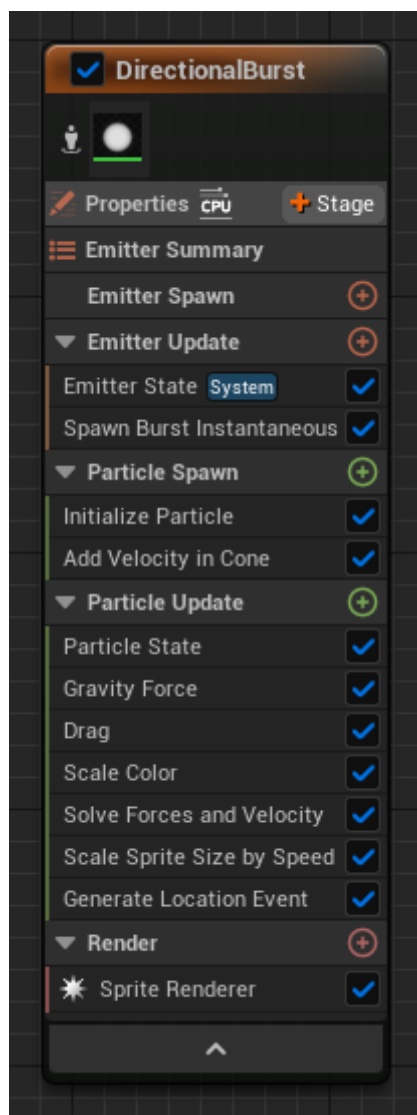 DirectionalBurst
Properties CPU + Stage
Emitter Summary
Emitter Spawn
Emitter Update
Emitter State System
Spawn Burst Instantaneous
Particle Spawn
Initialize Particle
Add Velocity in Cone
Particle Update
Particle State
Gravity Force
Drag
Scale Color
Solve Forces and Velocity
Scale Sprite Size by Speed
Generate Location Event
Render
Sprite Renderer